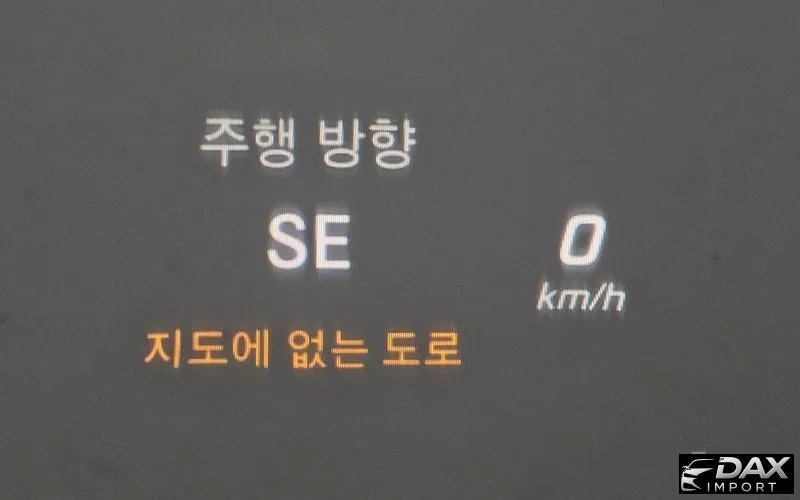 주행 방향
SE
0
km/h
지도에 없는 도로
DAX
IMPORT